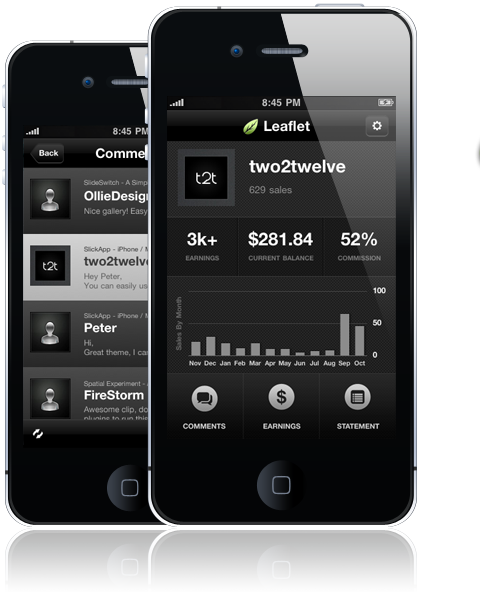 8:45 PM
Back
Comme
SlideSwitch - A Simp
OllieDesign
Nice gallery! Easy
SlickApp - iPhone / M
two2twelve
Hey Peter,
You can easily us
t2t
SlickApp - iPhone / M
Peter
Hi,
Great theme, I ca
Spatial Experiment - A
FireStorm
Awesome clip, do
plugins to run this
8:45 PM
Leaflet
t2t
two2twelve
629 sales
3k+
$281.84
52%
EARNINGS
CURRENT BALANCE
COMMISSION
Sales By Month
100
50
0
Nov Dec Jan Feb Mar Apr May Jun Jul Aug Sep Oct
$
COMMENTS
EARNINGS
STATEMENT